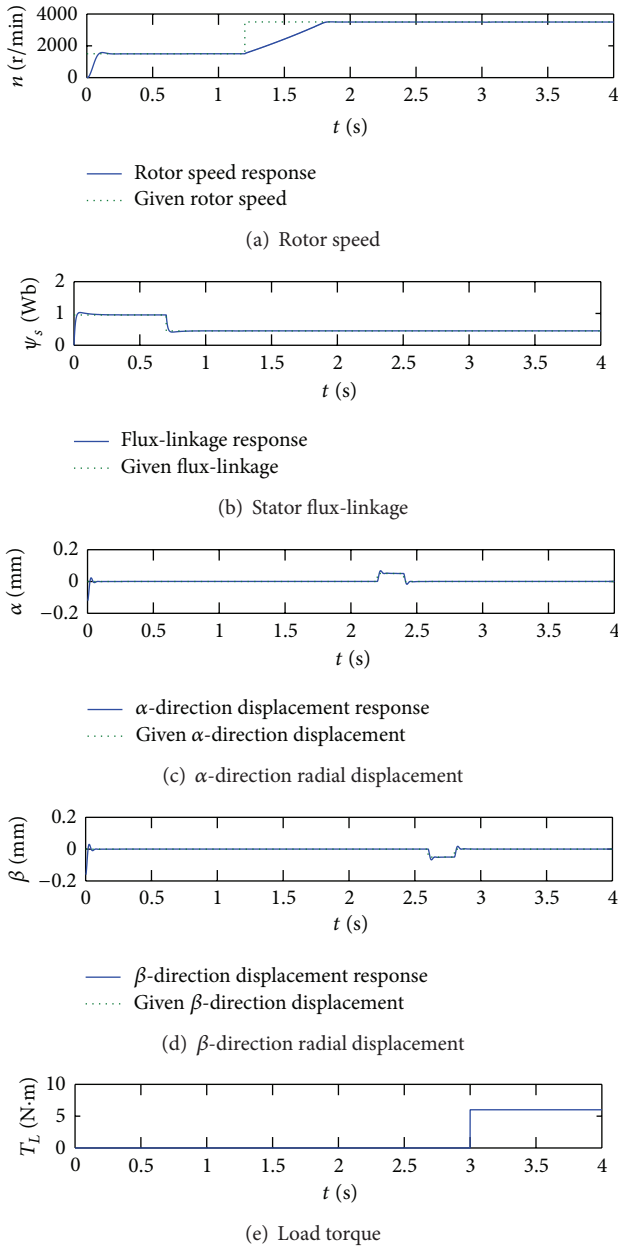 4000
2000
0
n (r/min)
0 0.5 1 1.5 2 2.5 3 3.5 4
t (s)
Rotor speed response
Given rotor speed
(a) Rotor speed
2
1
0
ψs (Wb)
0 0.5 1 1.5 2 2.5 3 3.5 4
t (s)
Flux-linkage response
Given flux-linkage
(b) Stator flux-linkage
0.2
0
−0.2
α (mm)
0 0.5 1 1.5 2 2.5 3 3.5 4
t (s)
α-direction displacement response
Given α-direction displacement
(c) α-direction radial displacement
0.2
0
−0.2
β (mm)
0 0.5 1 1.5 2 2.5 3 3.5 4
t (s)
β-direction displacement response
Given β-direction displacement
(d) β-direction radial displacement
10
5
0
TL (N·m)
0 0.5 1 1.5 2 2.5 3 3.5 4
t (s)
(e) Load torque